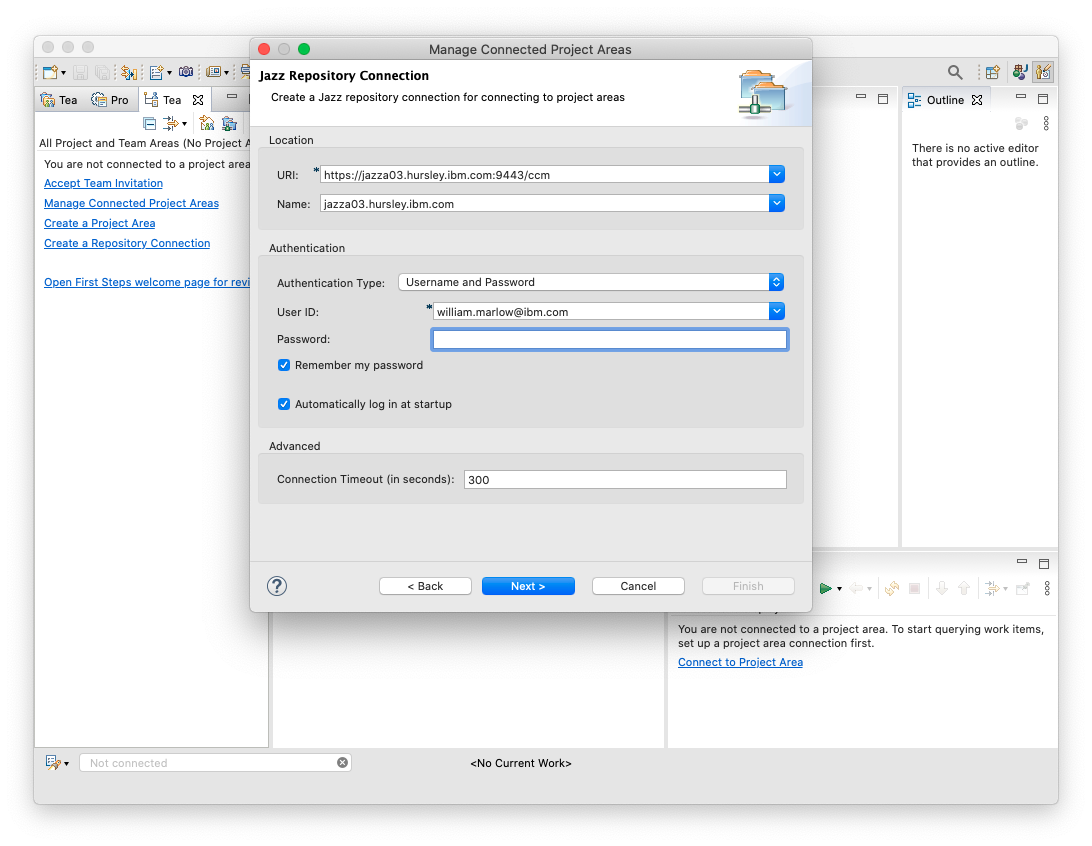 Manage Connected Project Areas
Jazz Repository Connection
Create a Jazz repository connection for connecting to project areas
Tea
Pro
Tea
All Project and Team Areas (No Project A
You are not connected to a project area
Accept Team Invitation
Manage Connected Project Areas
Create a Project Area
Create a Repository Connection
Open First Steps welcome page for revi
Location
URI: * https://jazza03.hursley.ibm.com:9443/ccm
Name: jazza03.hursley.ibm.com
Authentication
Authentication Type: Username and Password
User ID: * william.marlow@ibm.com
Password:
Remember my password
Automatically log in at startup
Advanced
Connection Timeout (in seconds): 300
?
< Back
Next >
Cancel
Finish
Outline
There is no active editor
that provides an outline.
You are not connected to a project area. To start querying work items,
set up a project area connection first.
Connect to Project Area
Not connected
<No Current Work>